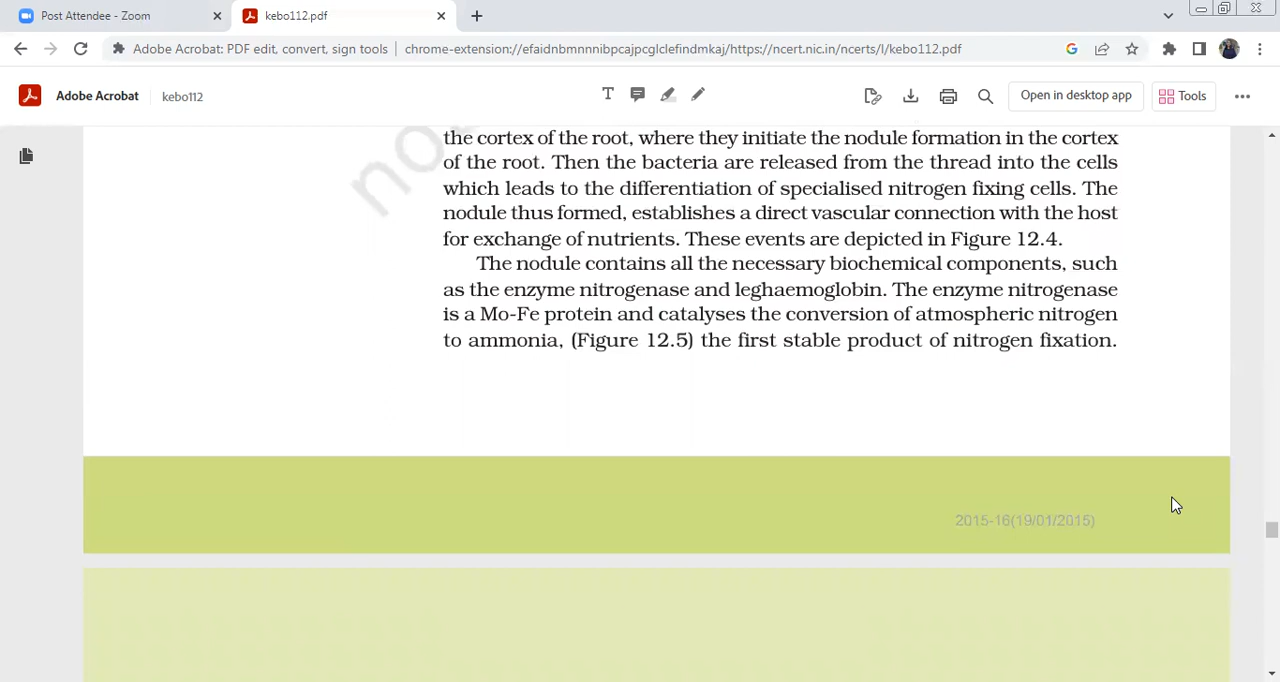 Post Attendee - Zoom
kebo112.pdf
Adobe Acrobat: PDF edit, convert, sign tools
chrome-extension://efaidnbmnnnibpcajpcglclefindmkaj/https://ncert.nic.in/ncerts/l/kebo112.pdf
Adobe Acrobat
kebo112
Open in desktop app
Tools
no
the cortex of the root, where they initiate the nodule formation in the cortex
of the root. Then the bacteria are released from the thread into the cells
which leads to the differentiation of specialised nitrogen fixing cells. The
nodule thus formed, establishes a direct vascular connection with the host
for exchange of nutrients. These events are depicted in Figure 12.4.
The nodule contains all the necessary biochemical components, such
as the enzyme nitrogenase and leghaemoglobin. The enzyme nitrogenase
is a Mo-Fe protein and catalyses the conversion of atmospheric nitrogen
to ammonia, (Figure 12.5) the first stable product of nitrogen fixation.
2015-16(19/01/2015)